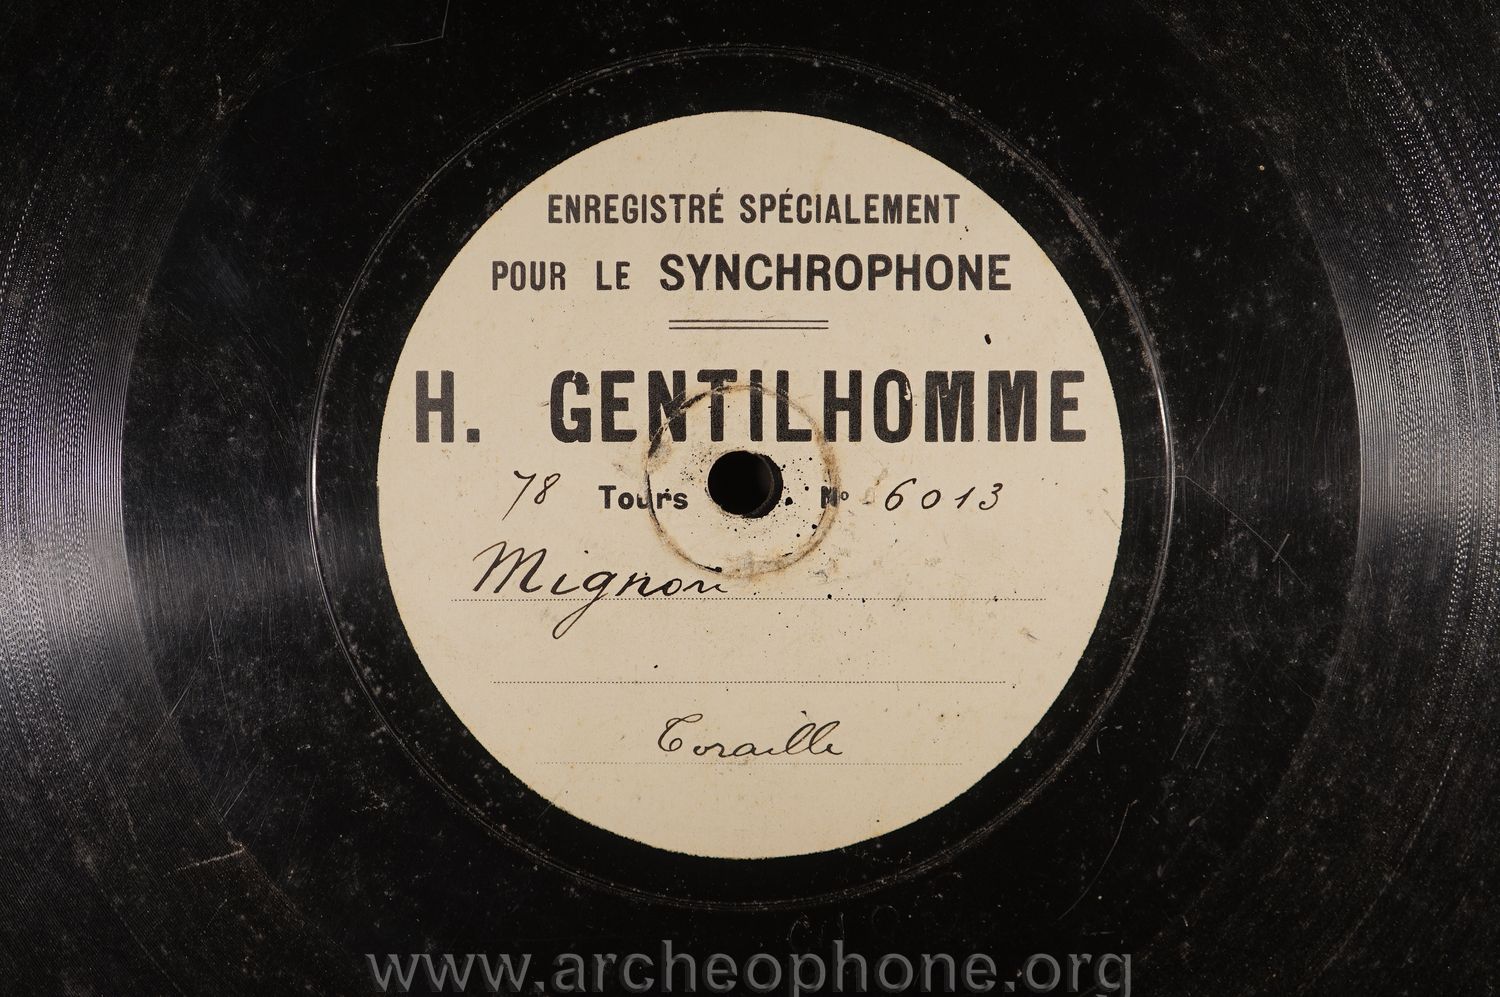 ENREGISTRÉ SPÉCIALEMENT
POUR LE SYNCHROPHONE
H. GENTILHOMME
78 Tours No 6013
Mignon
Coraille
www.archeophone.org